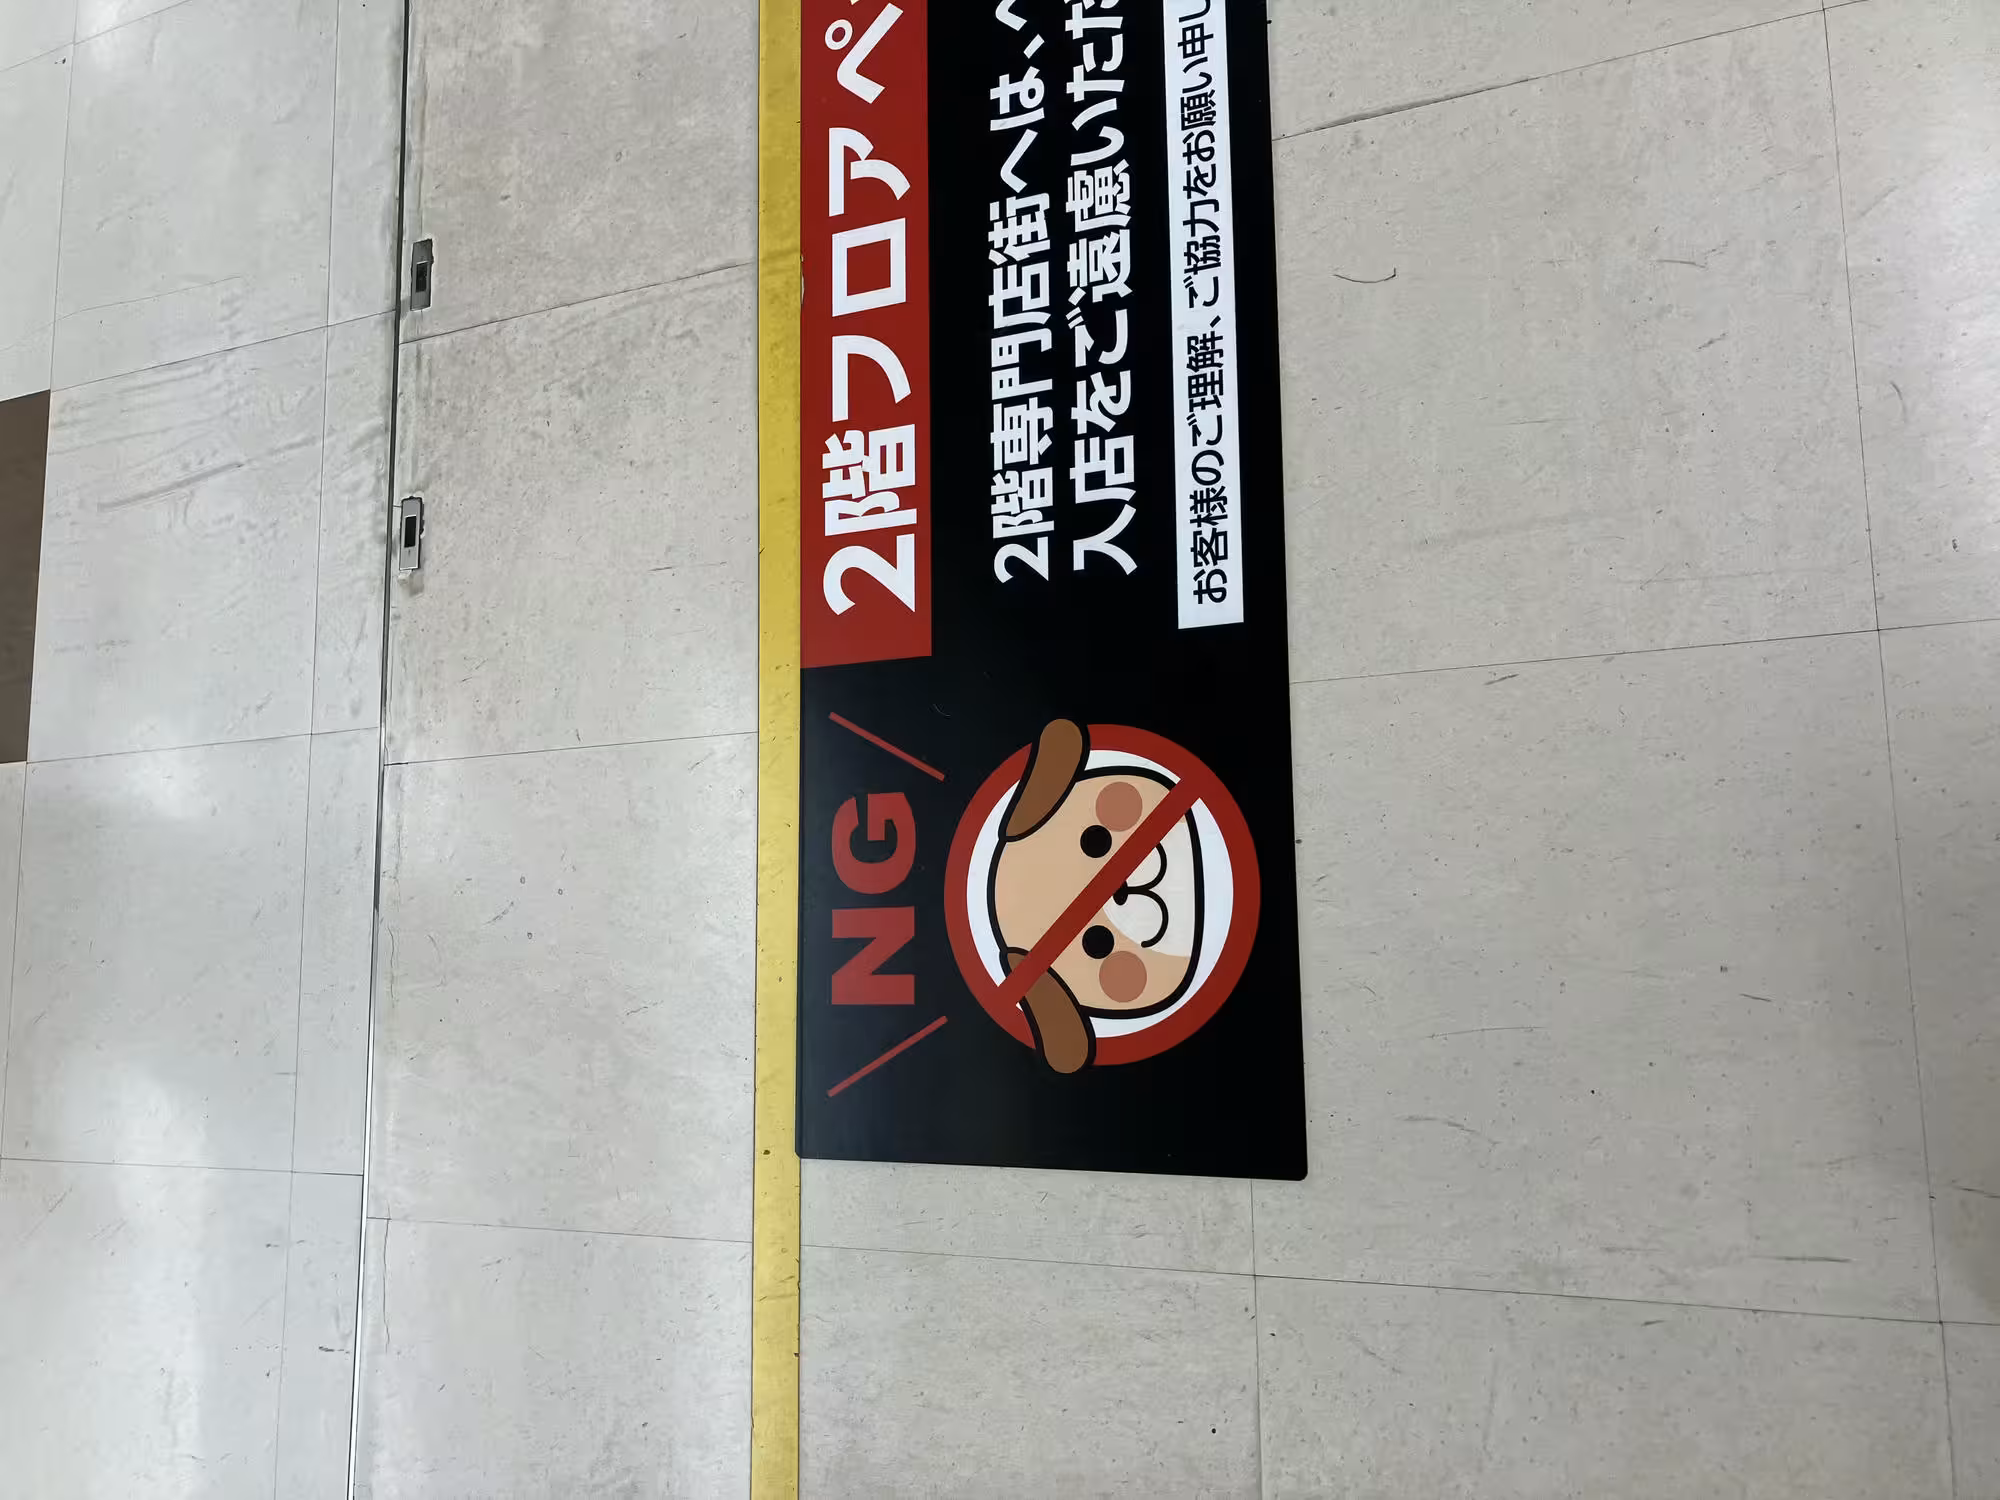 2階フロアペ
2階専門店街へは、ペ
入店をご遠慮いただ
お客様のご理解、ご協力をお願い申し
NG